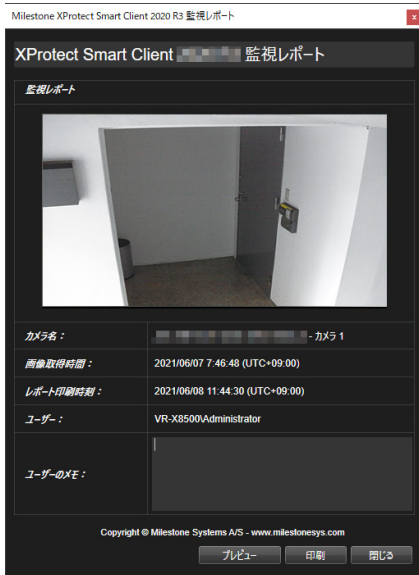 Milestone XProtect Smart Client 2020 R3 監視レポート
x
XProtect Smart Client 監視レポート
監視レポート
カメラ名：
- カメラ 1
画像取得時間：
2021/06/07 7:46:48 (UTC+09:00)
レポート印刷時刻：
2021/06/08 11:44:30 (UTC+09:00)
ユーザー：
VR-X8500\Administrator
ユーザーのメモ：
Copyright © Milestone Systems A/S - www.milestonesys.com
プレビュー 印刷 閉じる